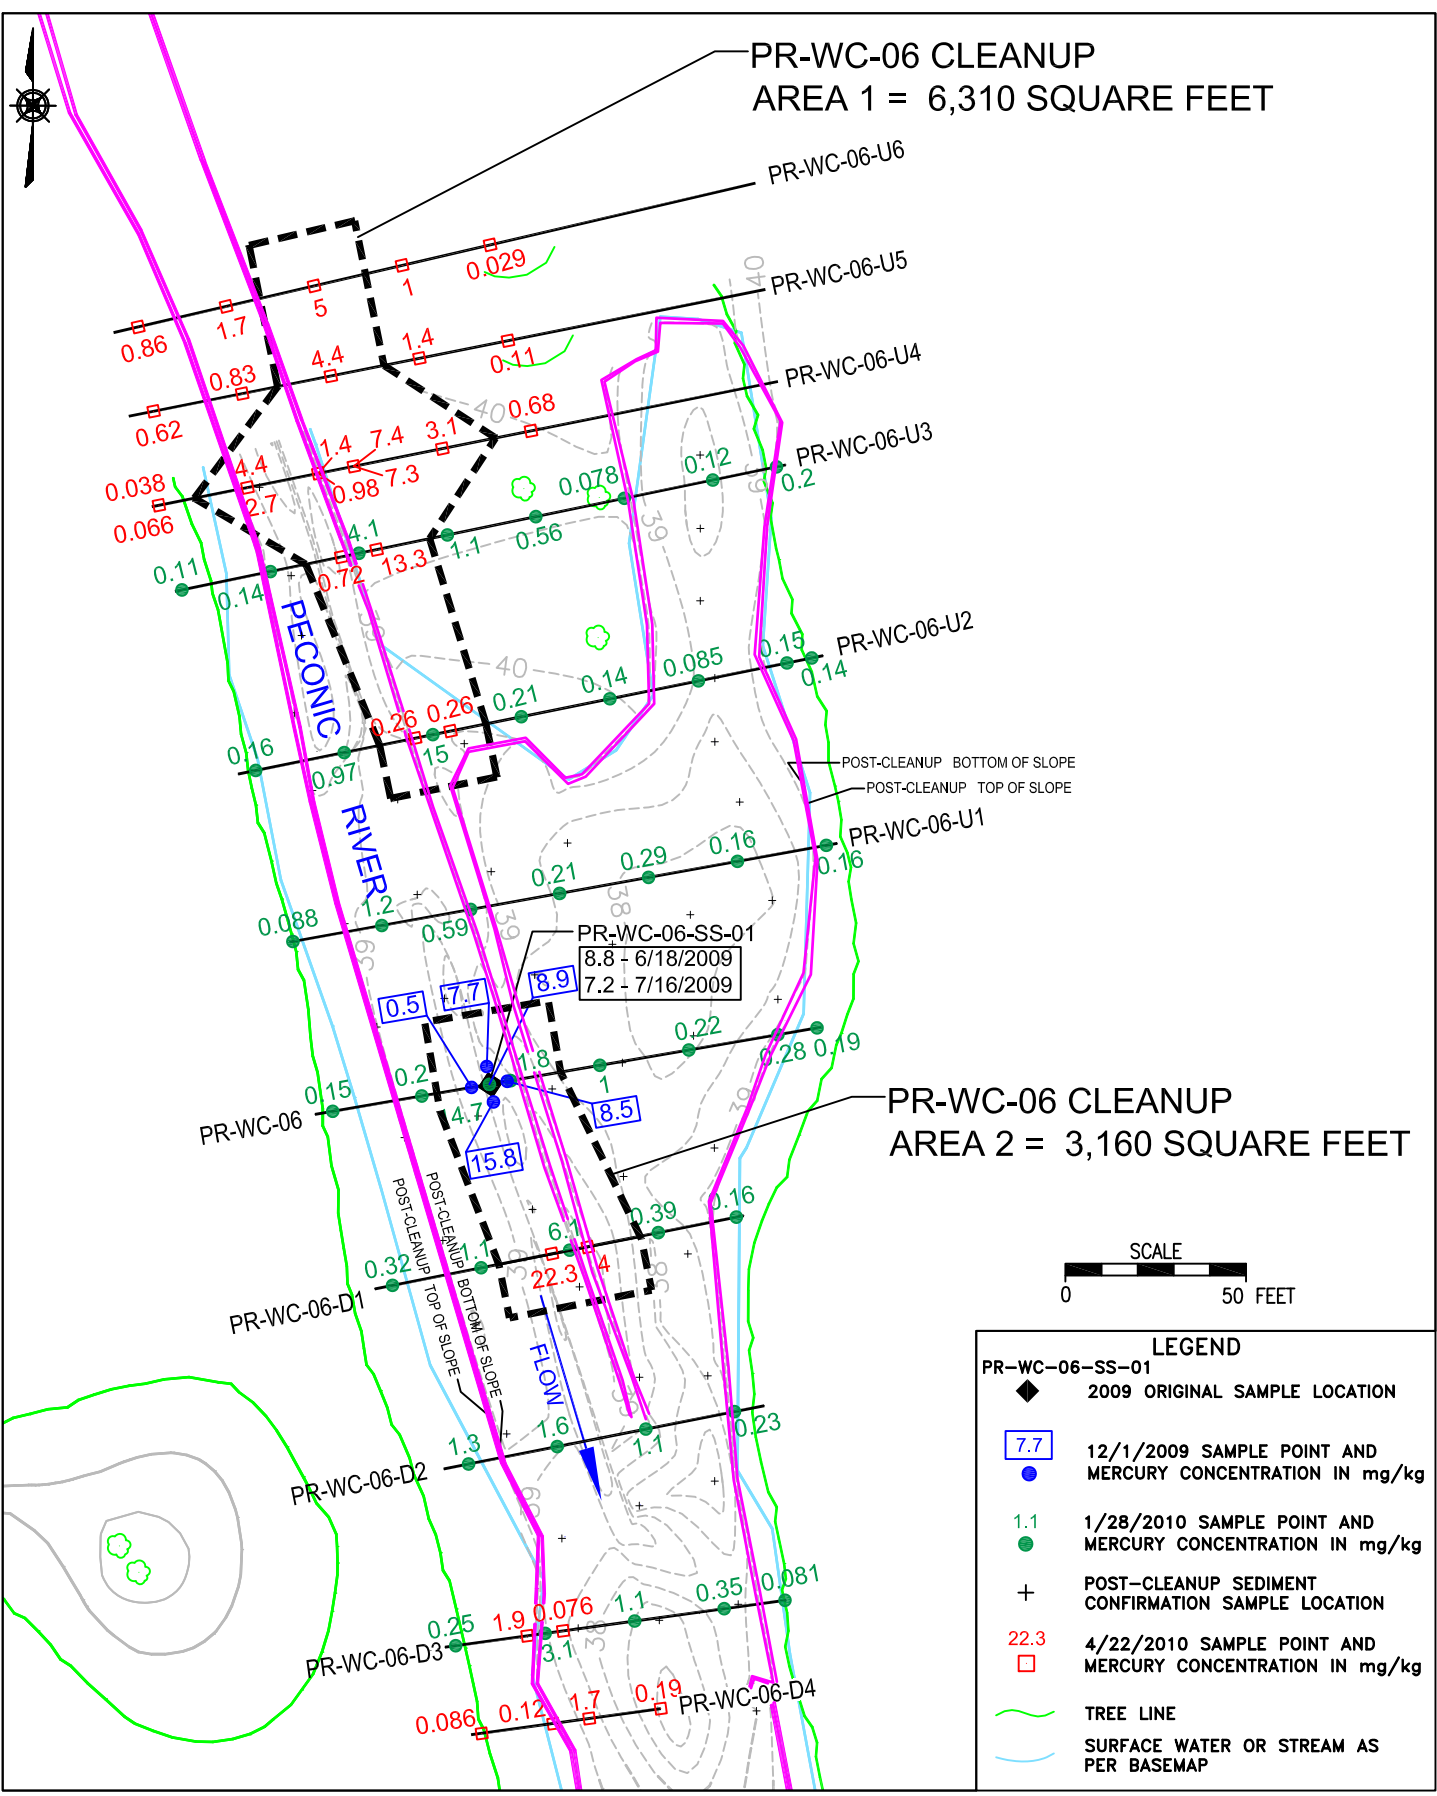 PR-WC-06 CLEANUP
AREA 1 = 6,310 SQUARE FEET
PR-WC-06-U6
0.86
1.7
5
1
0.029
PR-WC-06-U5
40
0.62
0.83
4.4
1.4
0.11
PR-WC-06-U4
40
0.038
0.066
4.4
2.7
1.4
0.98
7.4
7.3
3.1
0.68
PR-WC-06-U3
0.11
0.14
0.72
4.1
13.3
1.1
0.56
0.078
0.12
0.2
39
39
39
PECONIC
RIVER
40
PR-WC-06-U2
0.16
0.97
0.26
15
0.26
0.21
0.14
0.085
0.15
0.14
POST-CLEANUP BOTTOM OF SLOPE
POST-CLEANUP TOP OF SLOPE
PR-WC-06-U1
0.088
1.2
0.59
0.21
0.29
0.16
0.16
39
39
38
PR-WC-06-SS-01
8.8 - 6/18/2009
7.2 - 7/16/2009
0.5
7.7
8.9
PR-WC-06
0.15
0.2
4.7
1.8
1
0.22
0.28
0.19
8.5
15.8
39
PR-WC-06 CLEANUP
AREA 2 = 3,160 SQUARE FEET
POST-CLEANUP TOP OF SLOPE
POST-CLEANUP BOTTOM OF SLOPE
PR-WC-06-D1
0.32
1.1
22.3
6.1
4
0.39
0.16
39
38
FLOW
SCALE
0
50 FEET
PR-WC-06-D2
1.3
1.6
1.1
0.23
39
39
PR-WC-06-D3
0.25
1.9
0.076
3.1
1.1
0.35
0.081
38
0.086
0.12
1.7
0.19
PR-WC-06-D4
LEGEND
PR-WC-06-SS-01
2009 ORIGINAL SAMPLE LOCATION
7.7
12/1/2009 SAMPLE POINT AND
MERCURY CONCENTRATION IN mg/kg
1.1
1/28/2010 SAMPLE POINT AND
MERCURY CONCENTRATION IN mg/kg
POST-CLEANUP SEDIMENT
CONFIRMATION SAMPLE LOCATION
22.3
4/22/2010 SAMPLE POINT AND
MERCURY CONCENTRATION IN mg/kg
TREE LINE
SURFACE WATER OR STREAM AS
PER BASEMAP